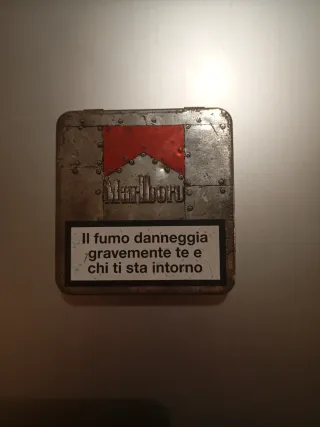 Marlboro
Il fumo danneggia
gravemente te e
chi ti sta intorno